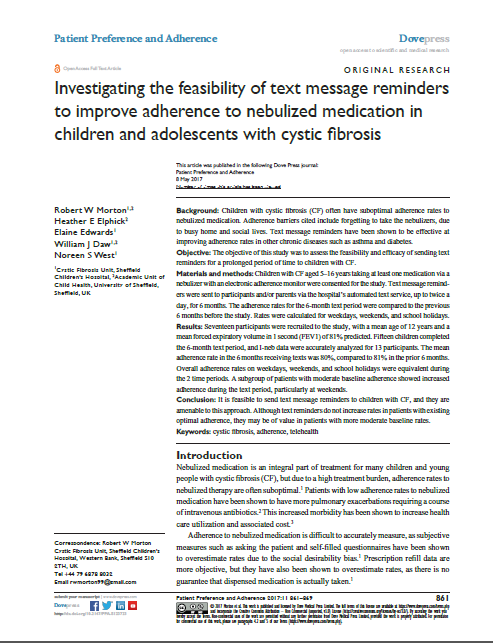 Patient Preference and Adherence
Dovepress
open access to scientific and medical research
Open Access Full Text Article
ORIGINAL RESEARCH
Investigating the feasibility of text message reminders
to improve adherence to nebulized medication in
children and adolescents with cystic fibrosis
This article was published in the following Dove Press journal:
Patient Preference and Adherence
8 May 2017
Robert W Morton1,2
Heather E Elphick2
Elaine Edwards1
William J Daw1,2
Noreen S West1
1Cystic Fibrosis Unit, Sheffield
Children's Hospital, 2Academic Unit of
Child Health, University of Sheffield,
Sheffield, UK
Background: Children with cystic fibrosis (CF) often have suboptimal adherence rates to
nebulized medication. Adherence barriers cited include forgetting to take the nebulizers, due
to busy home and social lives. Text reminders have been shown to be effective at
improving adherence rates in other chronic diseases such as asthma and diabetes.
Objective: The objective of this study was to assess the feasibility and efficacy of sending text
reminders for a prolonged period of time to children with CF.
Materials and methods: Children with CF aged 5–16 years taking at least one medication via a
nebulizer with an electronic adherence monitor were consented for the study. Text message remind-
ers were sent to participants and/or parents via the hospital's automated text service, up to twice a
day, for 6 months. The adherence rates for the 6-month text period were compared to the previous
6 months before the study. Rates were calculated for weekdays, weekends, and school holidays.
Results: Seventeen participants were recruited to the study, with a mean age of 12 years and a
mean forced expiratory volume in 1 second (FEV1) of 81% predicted. Fifteen children completed
the 6-month text period, and I-neb data were accurately analyzed for 13 participants. The mean
adherence rate in the 6 months receiving texts was 80%, compared to 81% in the prior 6 months.
Overall adherence rates on weekdays, weekends, and school holidays were equivalent during
the 2 time periods. A subgroup of patients with moderate baseline adherence showed increased
adherence during the text period, particularly at weekends.
Conclusion: It is feasible to send text message reminders to children with CF, and they are
amenable to this approach. Although text reminders do not increase rates in patients with existing
optimal adherence, they may be of value in patients with more moderate baseline rates.
Keywords: cystic fibrosis, adherence, telehealth
Introduction
Nebulized medication is an integral part of treatment for many children and young
people with cystic fibrosis (CF), but due to a high treatment burden, adherence rates to
nebulized therapy are often suboptimal.1 Patients with low adherence rates to nebulized
medication have been shown to have more pulmonary exacerbations requiring a course
of intravenous antibiotics.2 This increased morbidity has been shown to increase health
care utilization and associated cost.3
Adherence to nebulized medication is difficult to accurately measure, as subjective
measures such as asking the patient and self-filled questionnaires have been shown
to overestimate rates due to the social desirability bias.1 Prescription refill data are
more objective, but they have also been shown to overestimate rates, as there is no
guarantee that dispensed medication is actually taken.1
Correspondence: Robert W Morton
Cystic Fibrosis Unit, Sheffield Children's
Hospital, Western Bank, Sheffield S10
2TH, UK
Tel +44 79 6878 8032
Email rwmorton99@gmail.com
submit your manuscript | www.dovepress.com
Dovepress
Patient Preference and Adherence 2017:11 861–869
861